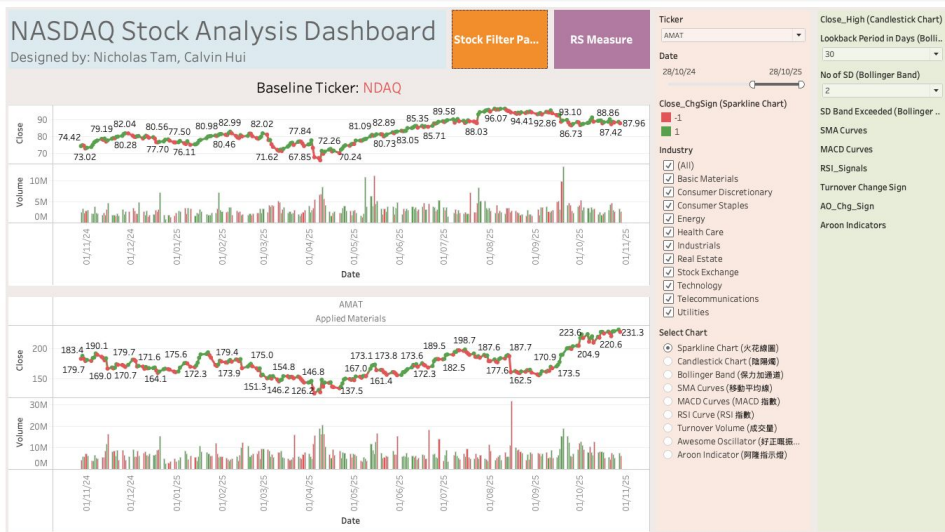 NASDAQ Stock Analysis Dashboard
Designed by: Nicholas Tam, Calvin Hui
Stock Filter Pa...
RS Measure
Baseline Ticker: NDAQ
Close
90
80
70
74.42
73.02
79.19
82.04
80.28
80.56
77.70
77.50
76.11
80.98
82.99
80.46
82.02
71.62
77.84
67.85
72.26
70.24
81.09
80.73
82.89
83.05
85.35
85.71
89.58
88.03
96.07
94.41
92.86
93.10
86.73
88.86
87.42
87.96
Volume
10M
5M
0M
01/11/24
01/12/24
01/01/25
01/02/25
01/03/25
01/04/25
01/05/25
01/06/25
01/07/25
01/08/25
01/09/25
01/10/25
01/11/25
Date
AMAT
Applied Materials
Close
200
150
183.4
179.7
190.1
169.0
179.7
170.7
171.6
164.1
175.6
172.3
179.4
173.9
175.0
151.3
154.8
146.2
146.8
137.5
167.0
173.1
161.4
173.8
173.6
172.3
189.5
182.5
198.7
187.6
177.6
187.7
162.5
170.9
173.5
223.6
204.9
220.6
231.3
Volume
30M
20M
10M
0M
01/11/24
01/12/24
01/01/25
01/02/25
01/03/25
01/04/25
01/05/25
01/06/25
01/07/25
01/08/25
01/09/25
01/10/25
01/11/25
Date
Ticker
AMAT
Date
28/10/24
28/10/25
Close_ChgSign (Sparkline Chart)
-1
1
Industry
(All)
Basic Materials
Consumer Discretionary
Consumer Staples
Energy
Health Care
Industrials
Real Estate
Stock Exchange
Technology
Telecommunications
Utilities
Select Chart
Sparkline Chart (火花線圖)
Candlestick Chart (陰陽燭)
Bollinger Band (保力加通道)
SMA Curves (移動平均線)
MACD Curves (MACD 指數)
RSI Curve (RSI 指數)
Turnover Volume (成交量)
Awesome Oscillator (好正嘅振...
Aroon Indicator (阿隆指示燈)
Close_High (Candlestick Chart)
Lookback Period in Days (Bolli..
30
No of SD (Bollinger Band)
2
SD Band Exceeded (Bollinger ..
SMA Curves
MACD Curves
RSI_Signals
Turnover Change Sign
AO_Chg_Sign
Aroon Indicators